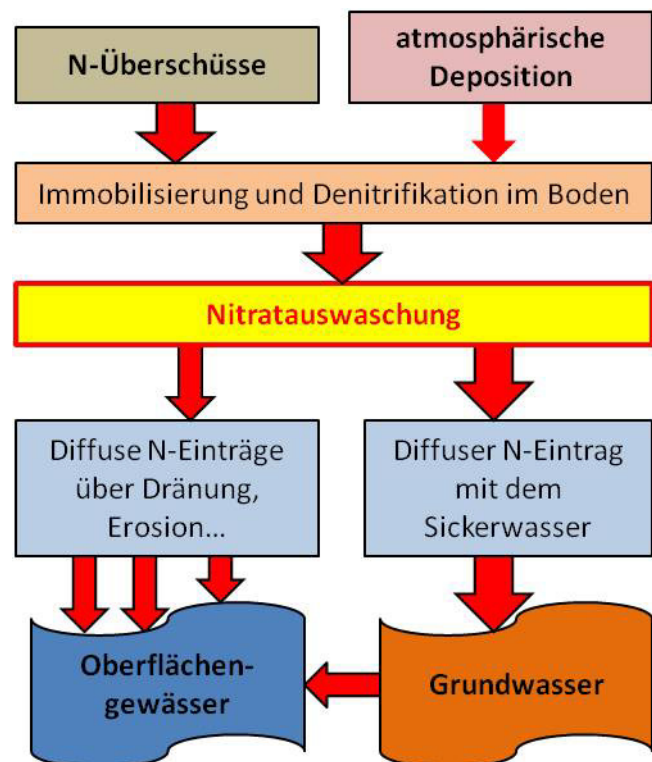 N-Überschüsse
atmosphärische
Deposition
Immobilisierung und Denitrifikation im Boden
Nitratauswaschung
Diffuse N-Einträge
über Dränung,
Erosion...
Diffuser N-Eintrag
mit dem
Sickerwasser
Oberflächen-
gewässer
Grundwasser